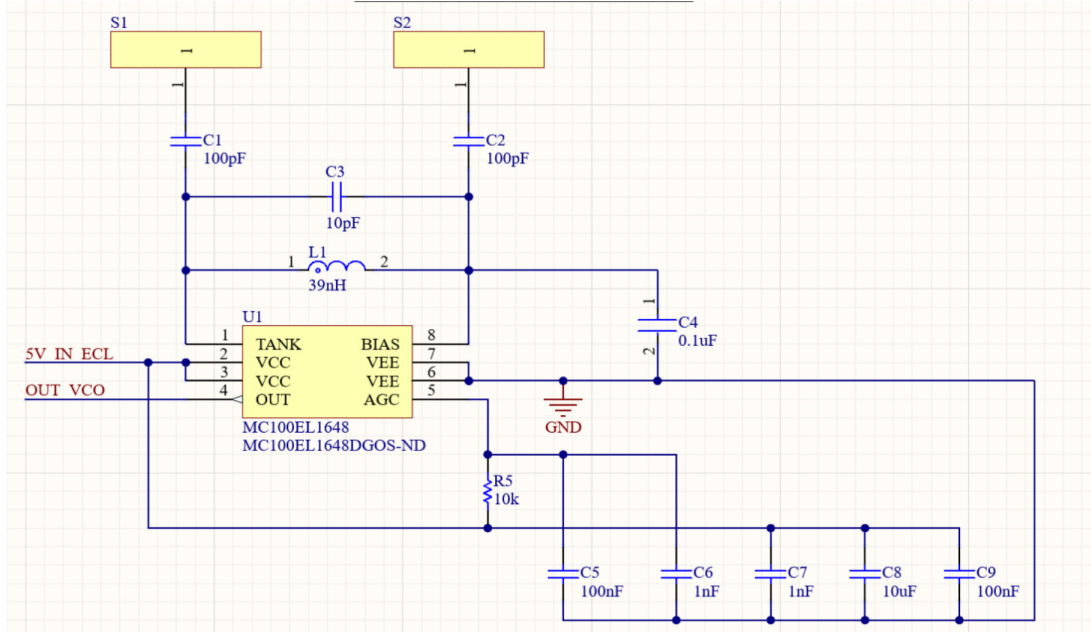 S1
S2
1
1
1
1
C1
100pF
C2
100pF
C3
10pF
L1
1
2
39nH
U1
1
TANK
BIAS
8
5V_IN_ECL
2
VCC
VEE
7
3
VCC
VEE
6
OUT_VCO
4
OUT
AGC
5
MC100EL1648
MC100EL1648DGOS-ND
1
C4
0.1uF
2
GND
R5
10k
C5
100nF
C6
1nF
C7
1nF
C8
10uF
C9
100nF